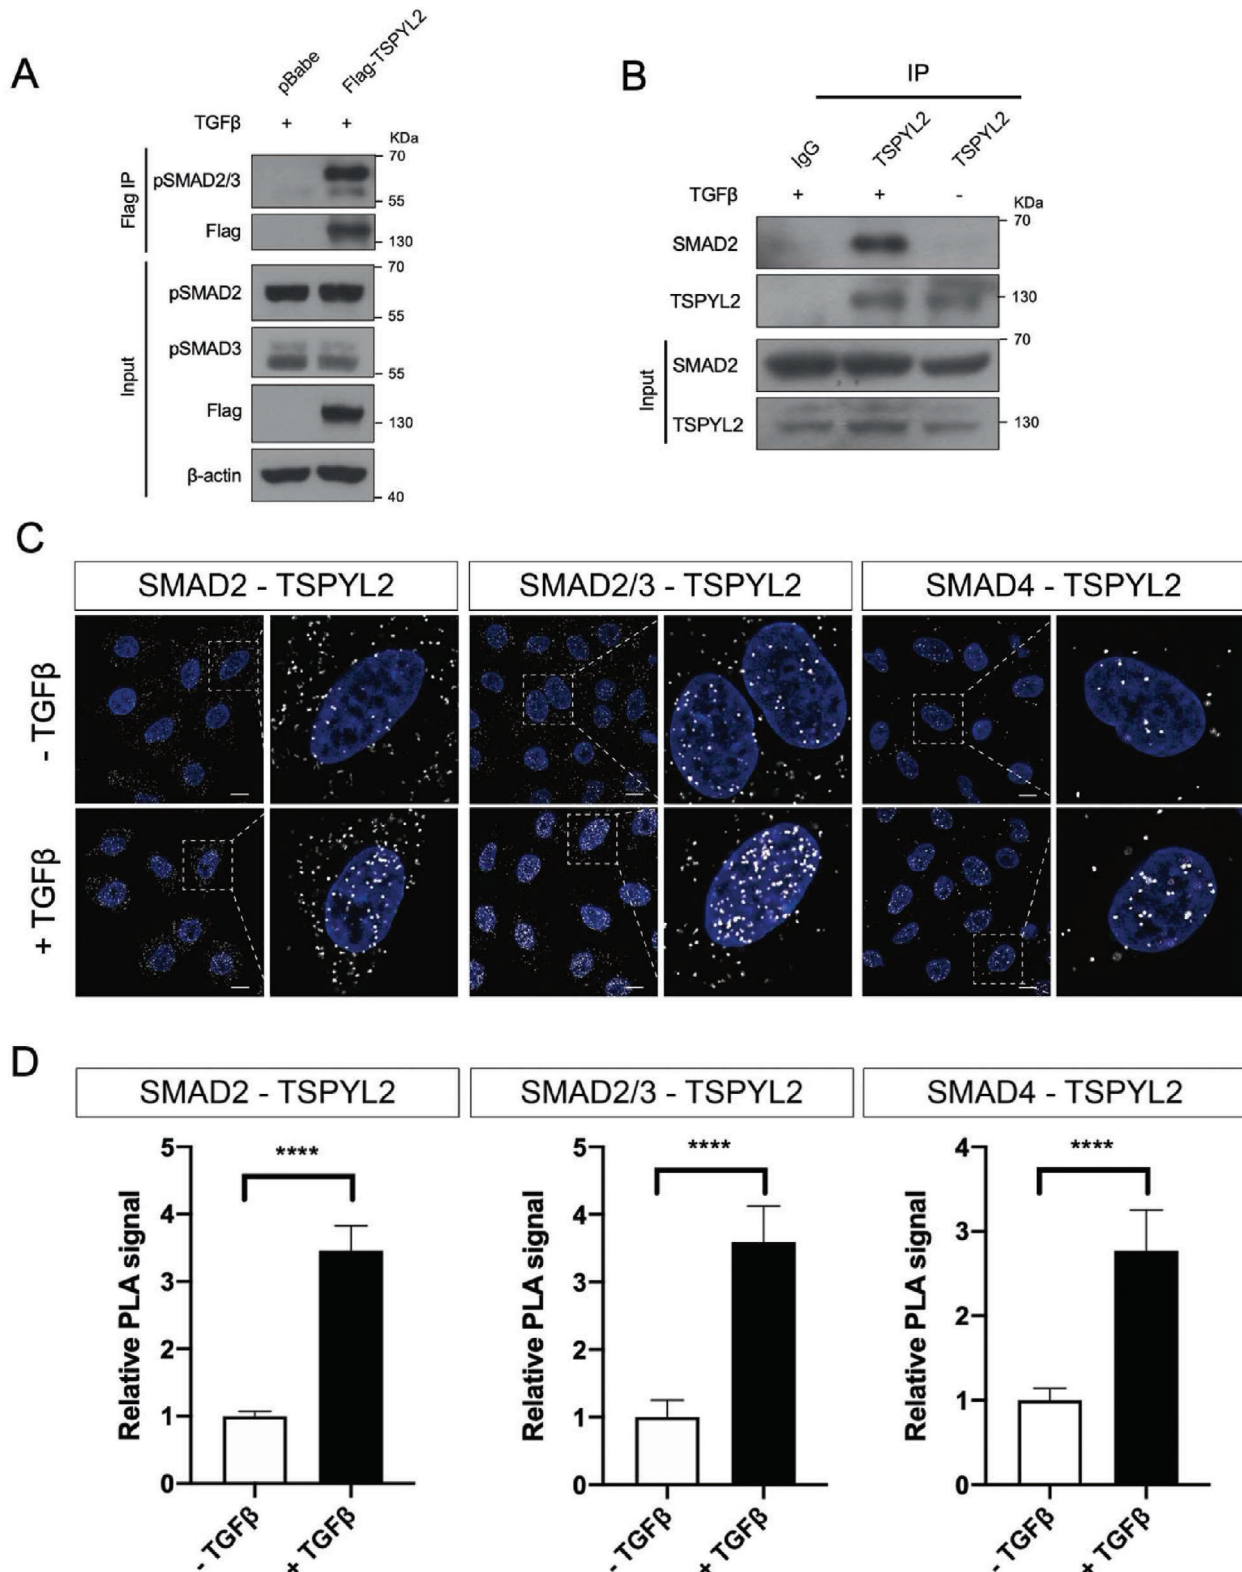 A
pBabe
Flag-TSPYL2
TGFβ + +
KDa
Flag IP
pSMAD2/3
70
55
Flag
130
Input
pSMAD2
70
55
pSMAD3
55
Flag
130
β-actin
40
B
IP
IgG
TSPYL2
TSPYL2
TGFβ + + -
KDa
SMAD2
70
TSPYL2
130
Input
SMAD2
70
TSPYL2
130
C
SMAD2 - TSPYL2
SMAD2/3 - TSPYL2
SMAD4 - TSPYL2
- TGFβ
+ TGFβ
D
SMAD2 - TSPYL2
Relative PLA signal
5
4
3
2
1
0
****
- TGFβ
+ TGFβ
SMAD2/3 - TSPYL2
Relative PLA signal
5
4
3
2
1
0
****
- TGFβ
+ TGFβ
SMAD4 - TSPYL2
Relative PLA signal
4
3
2
1
0
****
- TGFβ
+ TGFβ